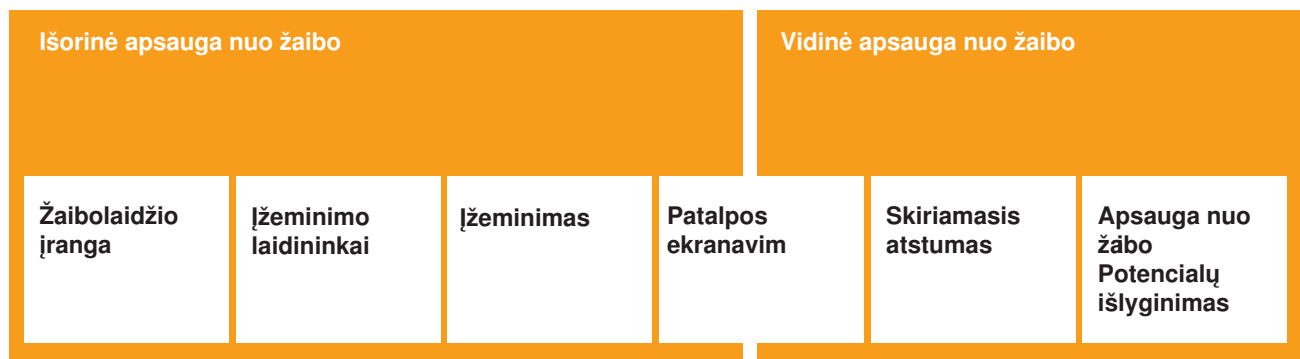 Išorinė apsauga nuo žaibo
Vidinė apsauga nuo žaibo
Žaibolaidžio
įranga
Įžeminimo
laidininkai
Įžeminimas
Patalpos
ekranavim
Skiriamasis
atstumas
Apsauga nuo
žaibo
Potencialų
išlyginimas